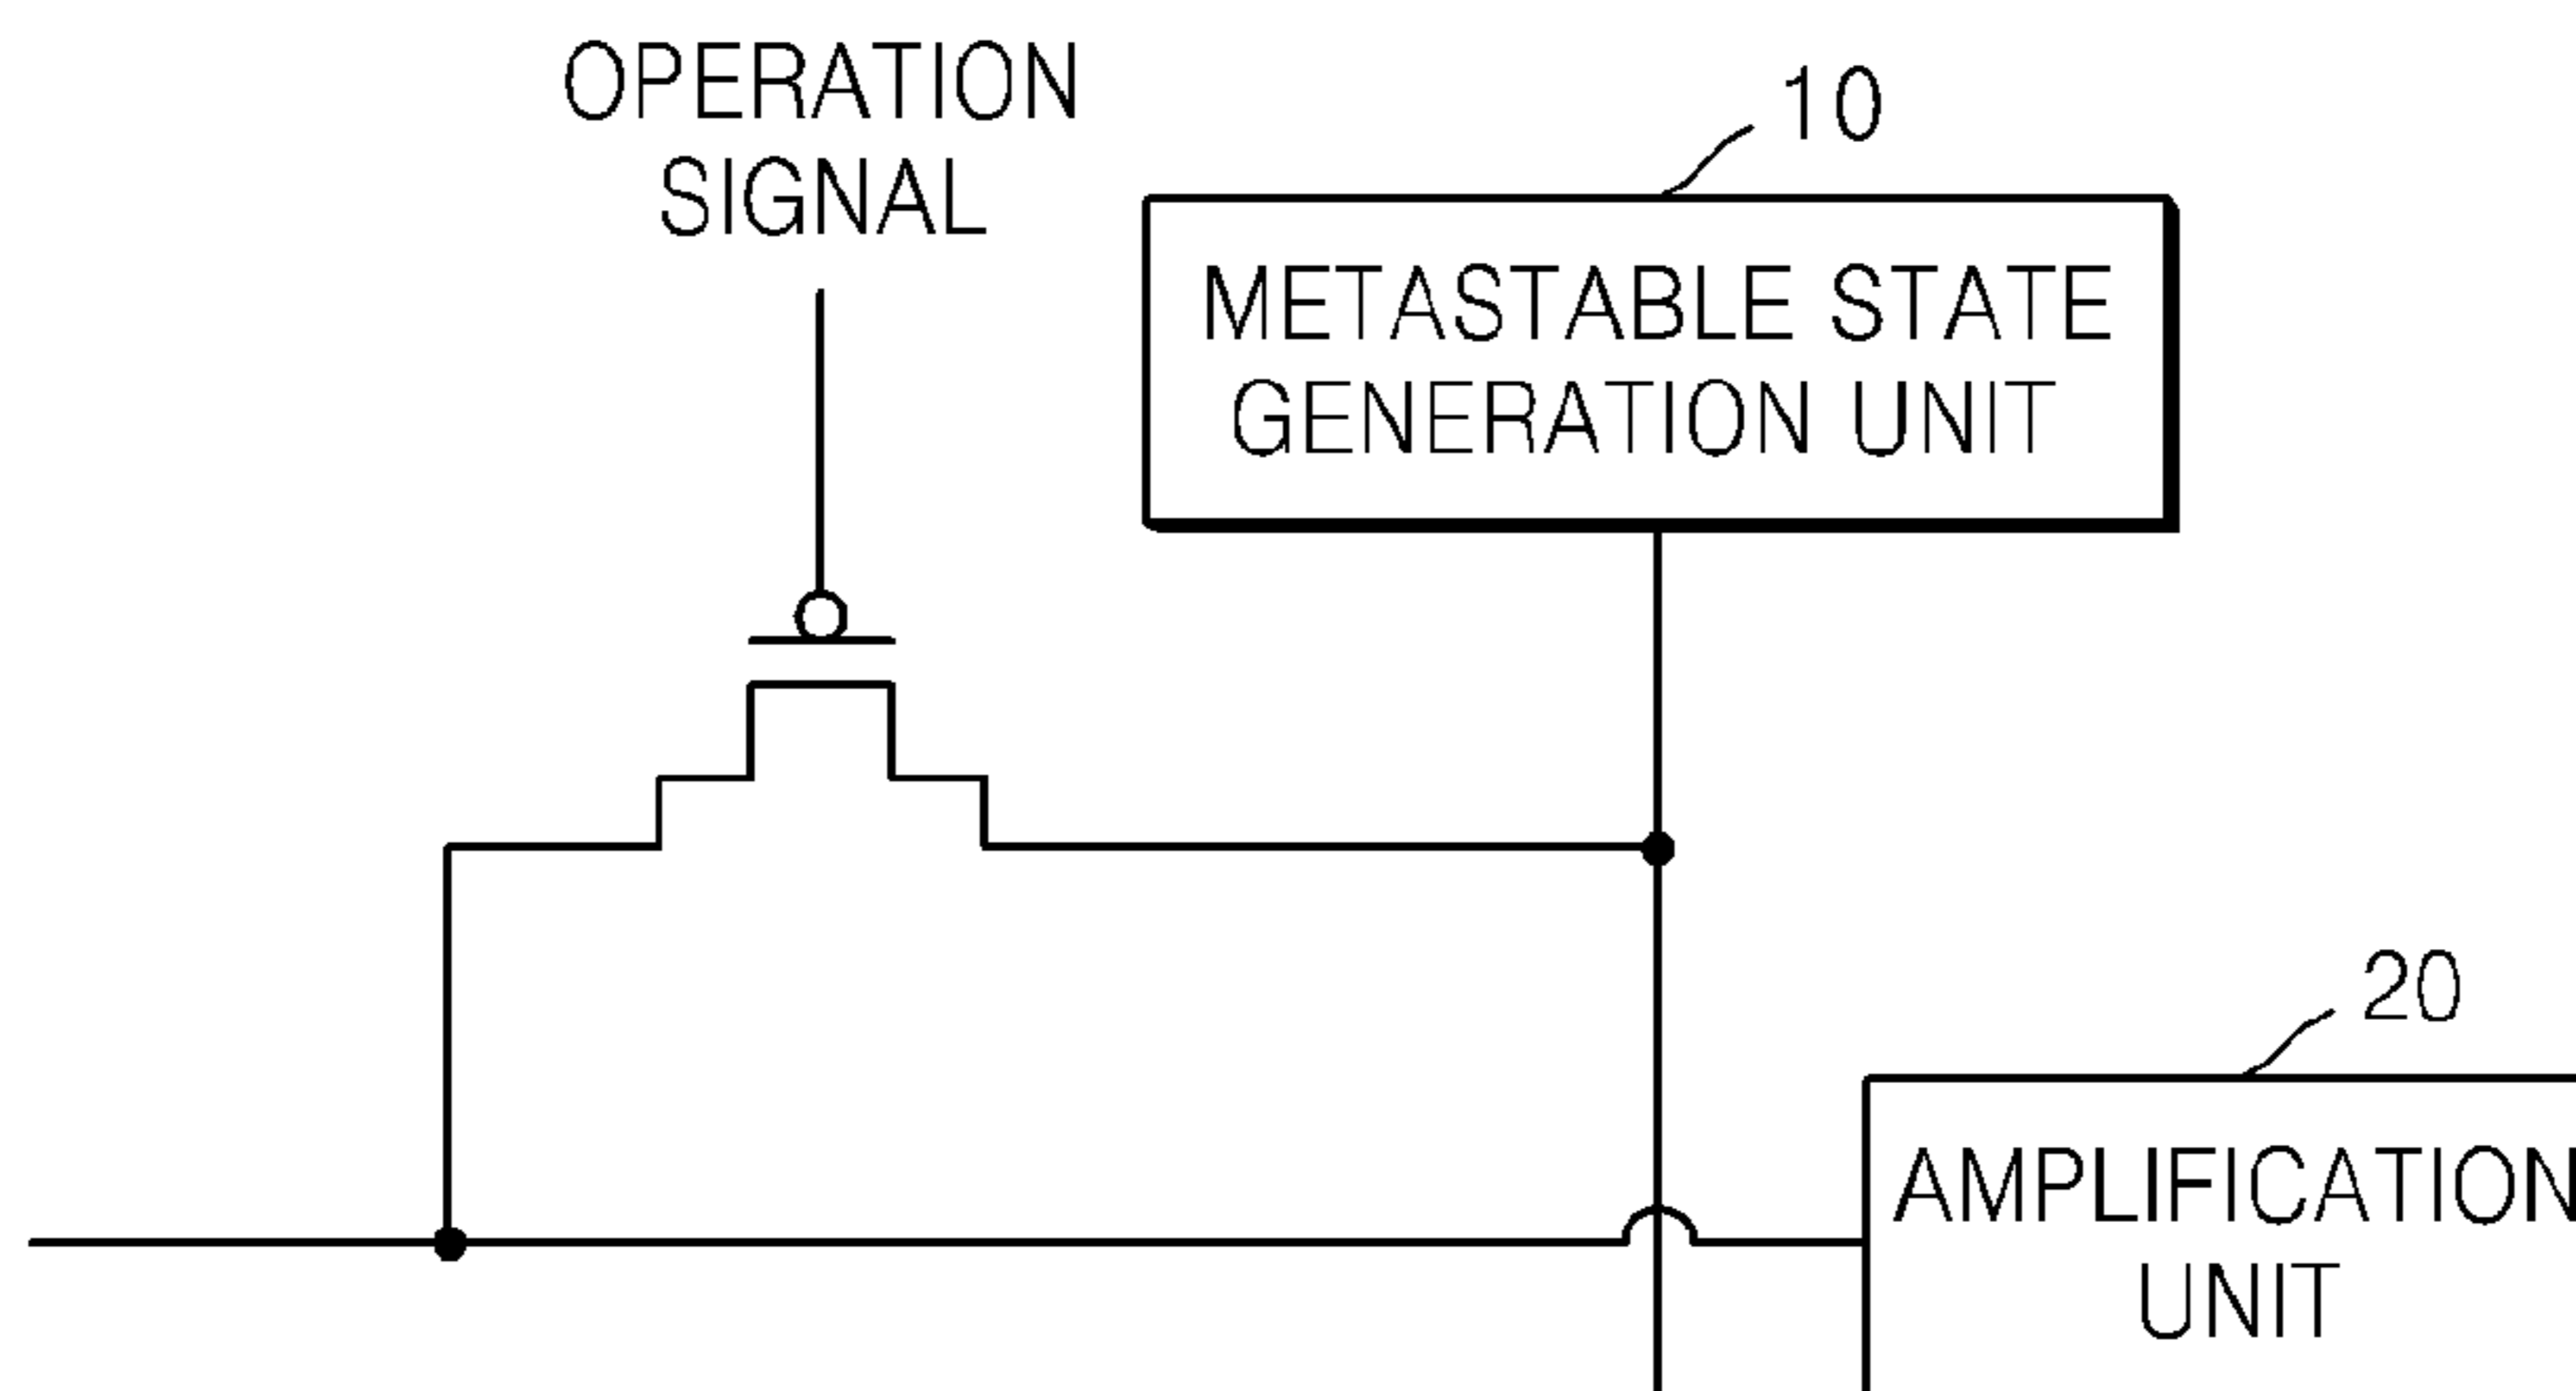 OPERATION
SIGNAL
10
METASTABLE STATE
GENERATION UNIT
20
AMPLIFICATION
UNIT